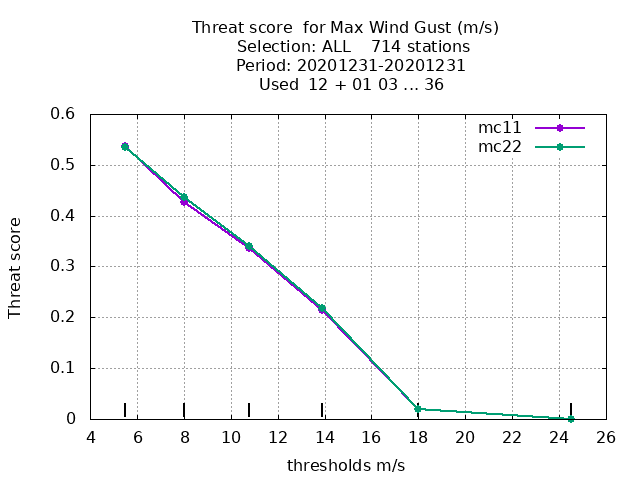 Threat score  for Max Wind Gust (m/s)
Selection: ALL    714 stations
Period: 20201231-20201231
Used  12 + 01 03 ... 36
mc11
mc22
0.6
0.5
0.4
0.3
0.2
0.1
0
Threat score
4 6 8 10 12 14 16 18 20 22 24 26
thresholds m/s